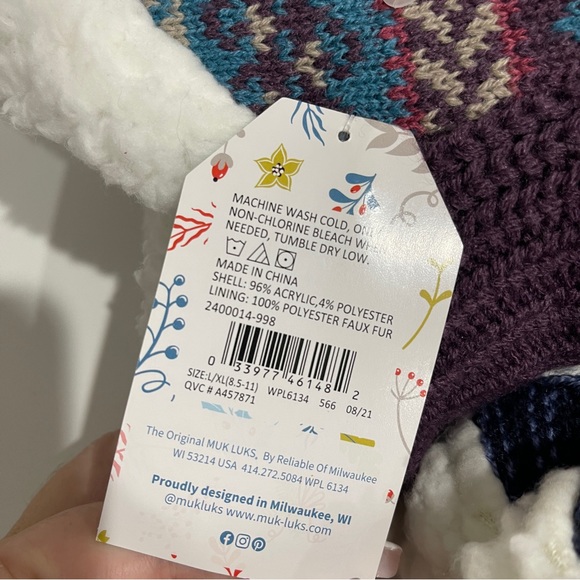 MACHINE WASH COLD,
NON-CHLORINE BLEACH
NEEDED, TUMBLE DRY LOW.
MADE IN CHINA
SHELL: 96% ACRYLIC,4% POLYESTER
LINING: 100% POLYESTER FAUX FUR
2400014-998
0 33977 46148 2
SIZE:L/XL(8.5-11) WPL6134 566 08/21
QVC # A457871
The Original MUK LUKS, By Reliable Of Milwaukee
WI 53214 USA 414.272.5084 WPL 6134
Proudly designed in Milwaukee, WI
@mukluks www.muk-luks.com